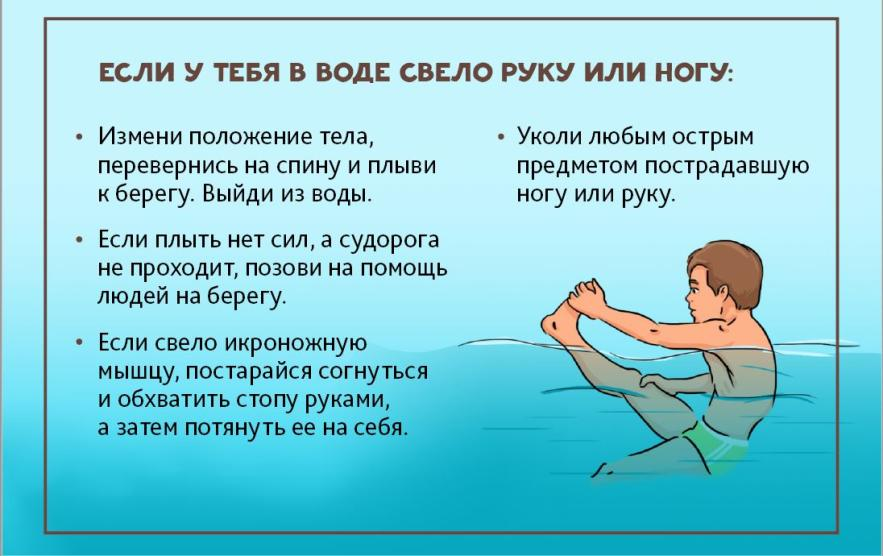 ЕСЛИ У ТЕБЯ В ВОДЕ СВЕЛО РУКУ ИЛИ НОГУ:
• Измени положение тела,
перевернись на спину и плыви
к берегу. Выйди из воды.
• Если плыть нет сил, а судорога
не проходит, позови на помощь
людей на берегу.
• Если свело икроножную
мышцу, постарайся согнуться
и обхватить стопу руками,
а затем потянуть ее на себя.
• Уколи любым острым
предметом пострадавшую
ногу или руку.